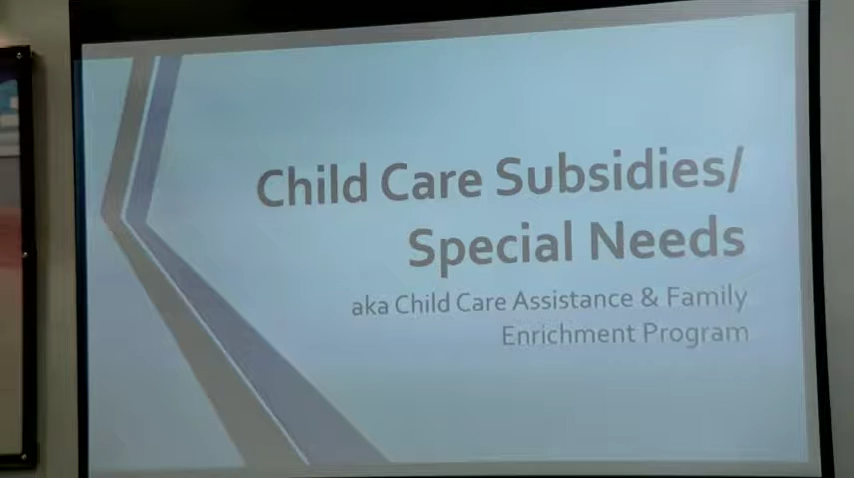 Child Care Subsidies/
Special Needs
aka Child Care Assistance & Family
Enrichment Program